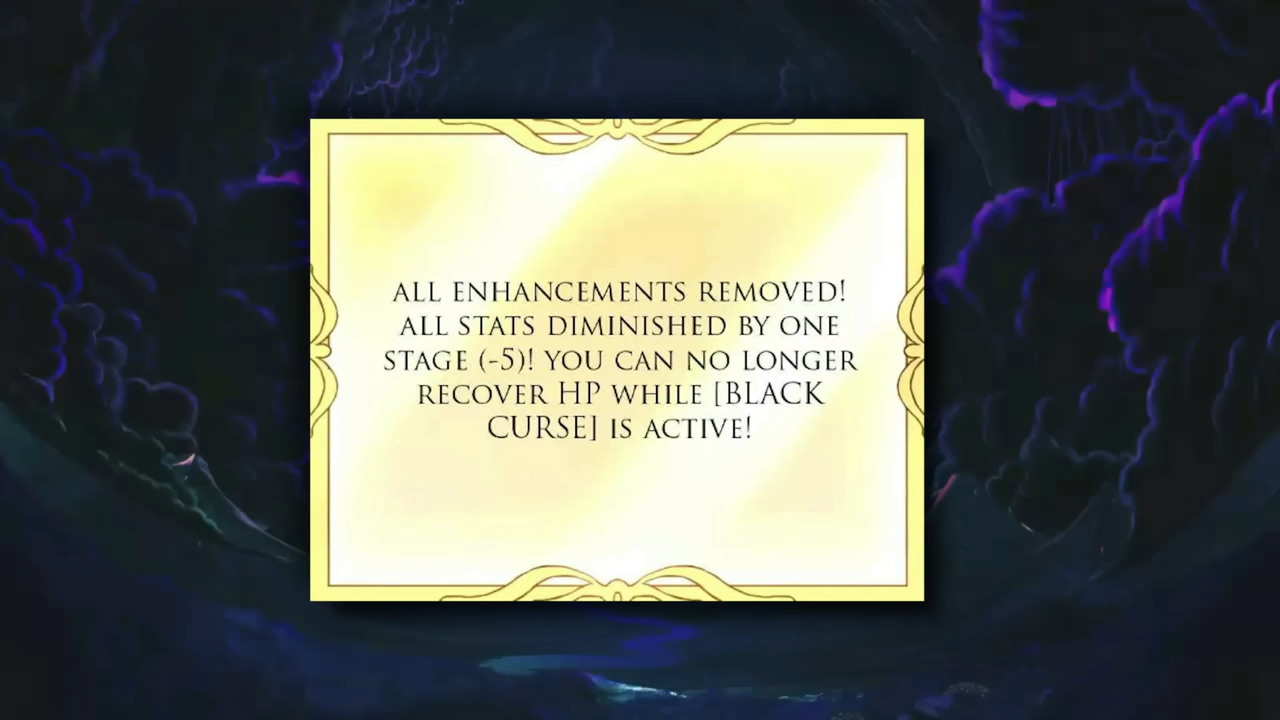 ALL ENHANCEMENTS REMOVED!
ALL STATS DIMINISHED BY ONE
STAGE (-5)! YOU CAN NO LONGER
RECOVER HP WHILE [BLACK
CURSE] IS ACTIVE!